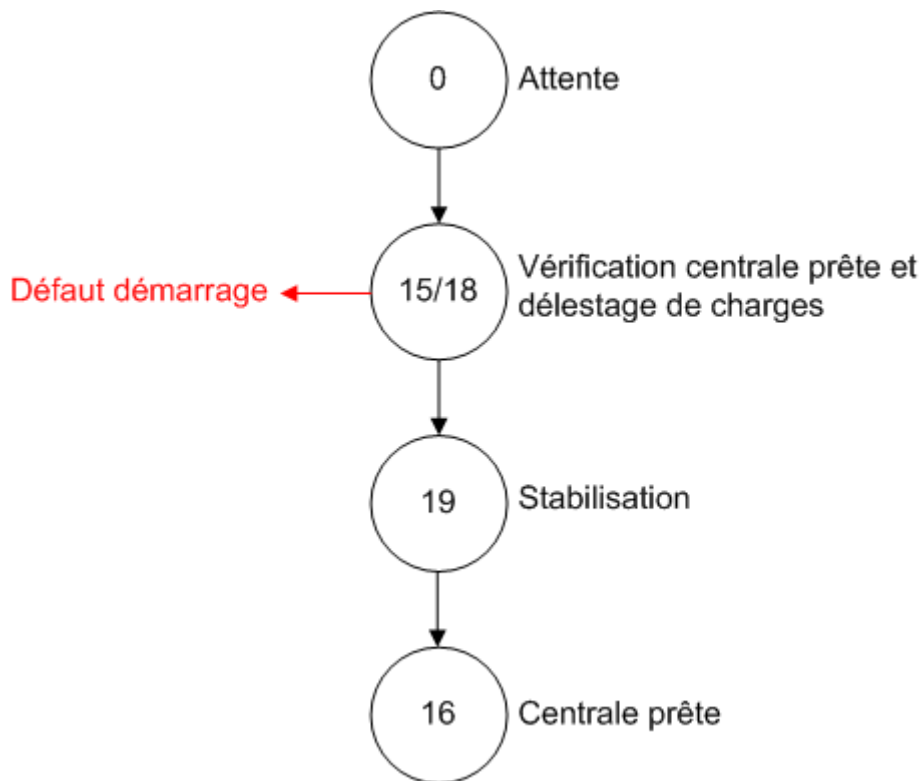 0
Attente
Vérification centrale prête et
Défaut démarrage
15/18
délestage de charges
19
Stabilisation
16
Centrale prête